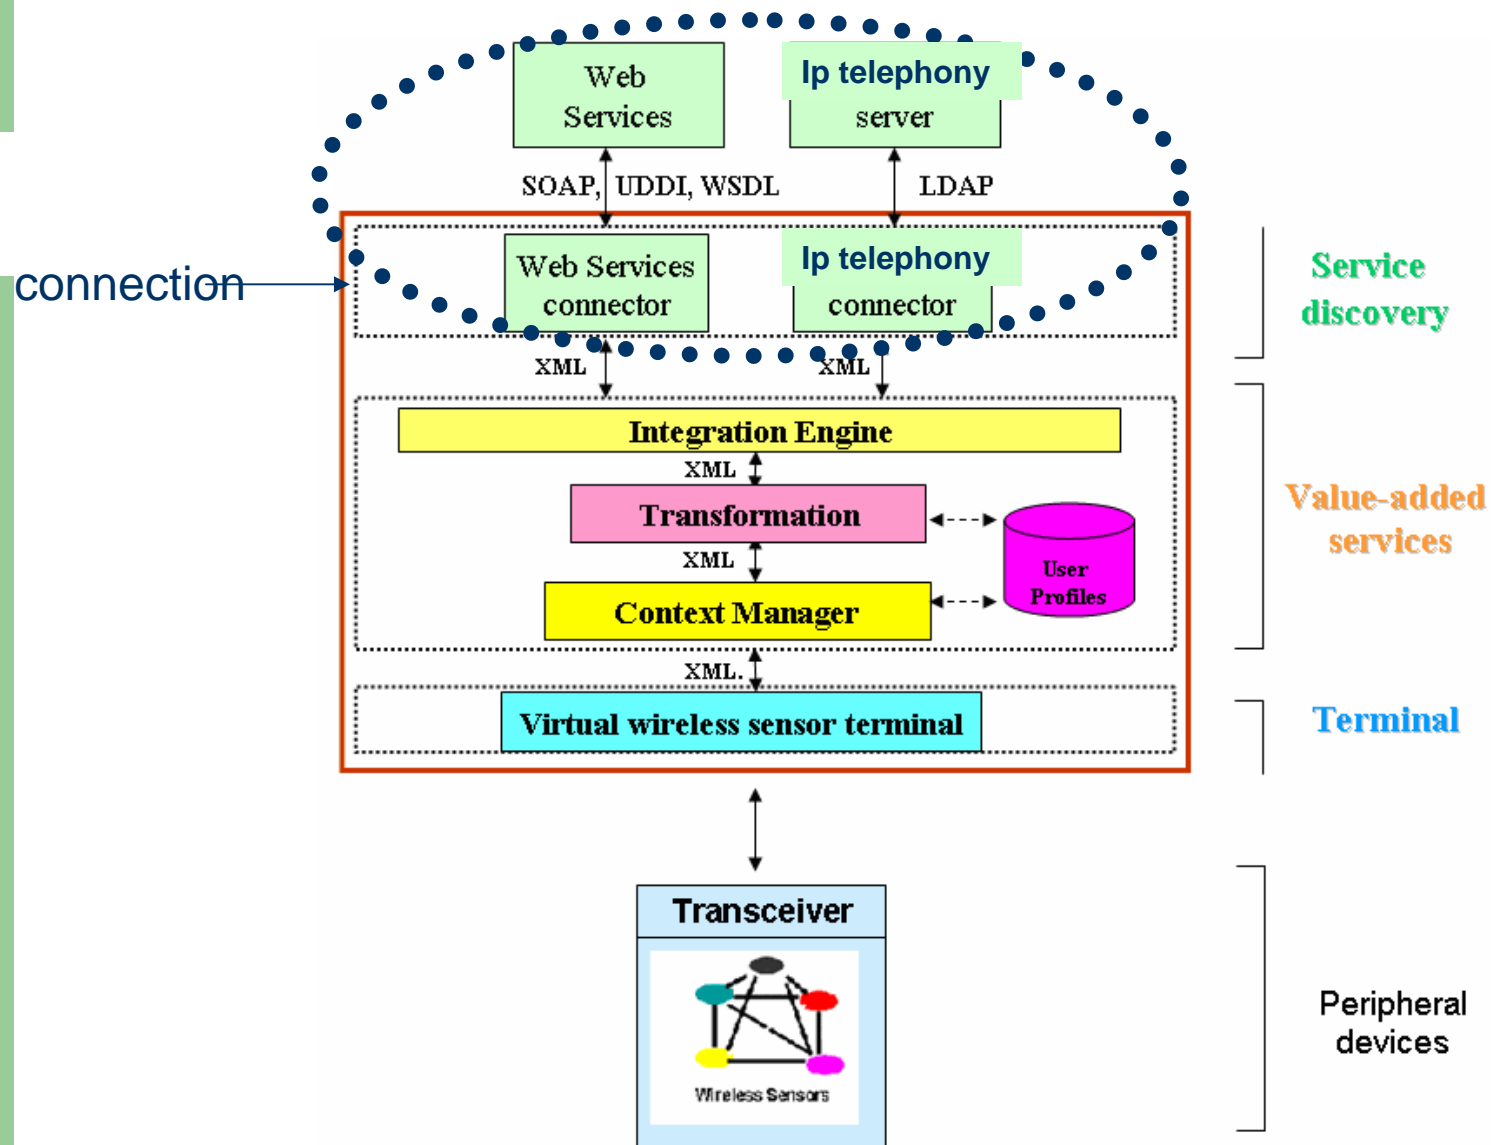 Web
Services
Ip telephony
server
SOAP, UDDI, WSDL
LDAP
connection
Web Services
connector
Ip telephony
connector
Service
discovery
XML
XML
Integration Engine
XML
Transformation
XML
User
Profiles
Context Manager
Value-added
services
XML.
Virtual wireless sensor terminal
Terminal
Transceiver
Wireless Sensors
Peripheral
devices